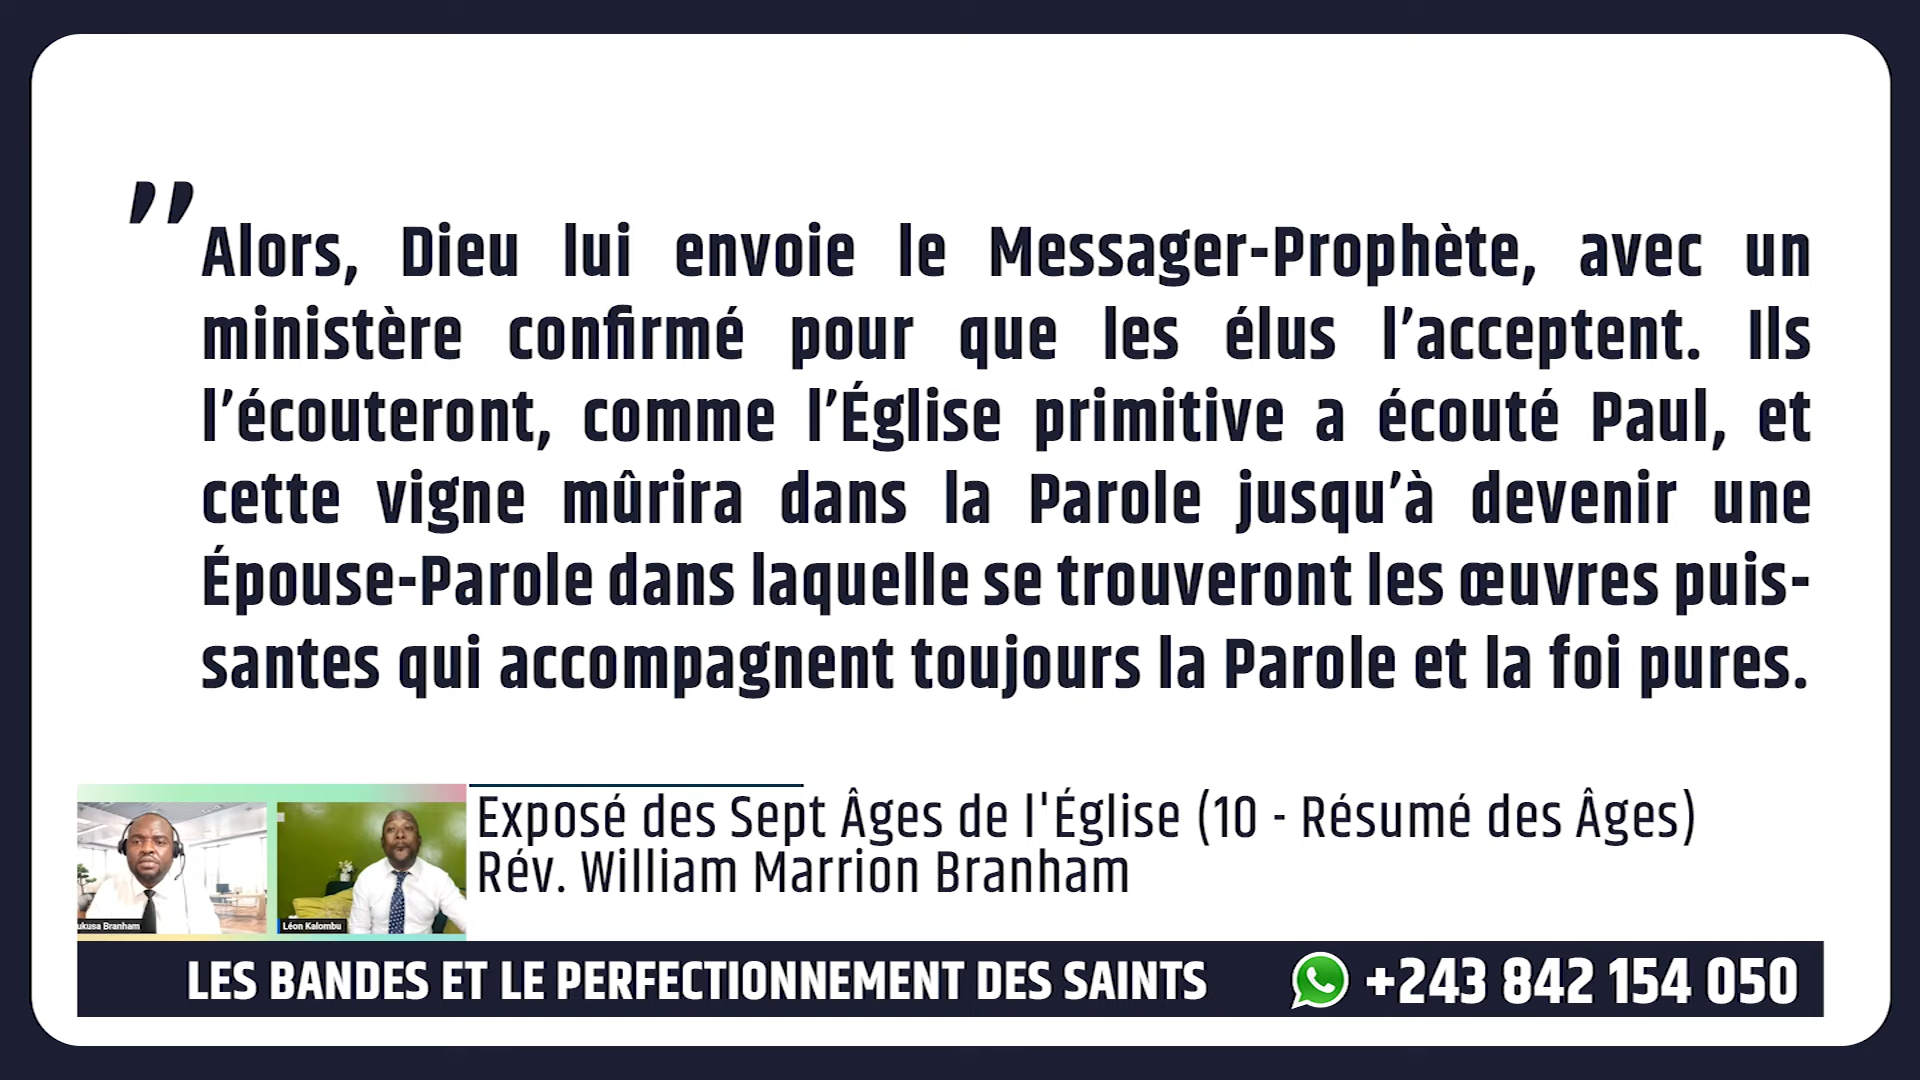 ”
Alors, Dieu lui envoie le Messager-Prophète, avec un
ministère confirmé pour que les élus l’acceptent. Ils
l’écouteront, comme l’Église primitive a écouté Paul, et
cette vigne mûrira dans la Parole jusqu’à devenir une
Épouse-Parole dans laquelle se trouveront les œuvres puis-
santes qui accompagnent toujours la Parole et la foi pures.
Exposé des Sept Âges de l'Église (10 - Résumé des Âges)
Rév. William Marrion Branham
ukusa Branham
Léon Kalombu
LES BANDES ET LE PERFECTIONNEMENT DES SAINTS
+243 842 154 050